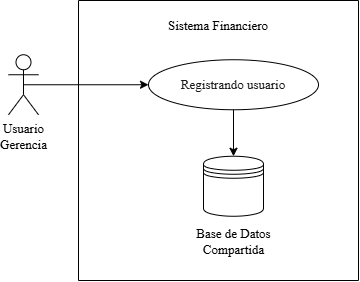 Sistema Financiero
Registrando usuario
Usuario
Gerencia
Base de Datos
Compartida